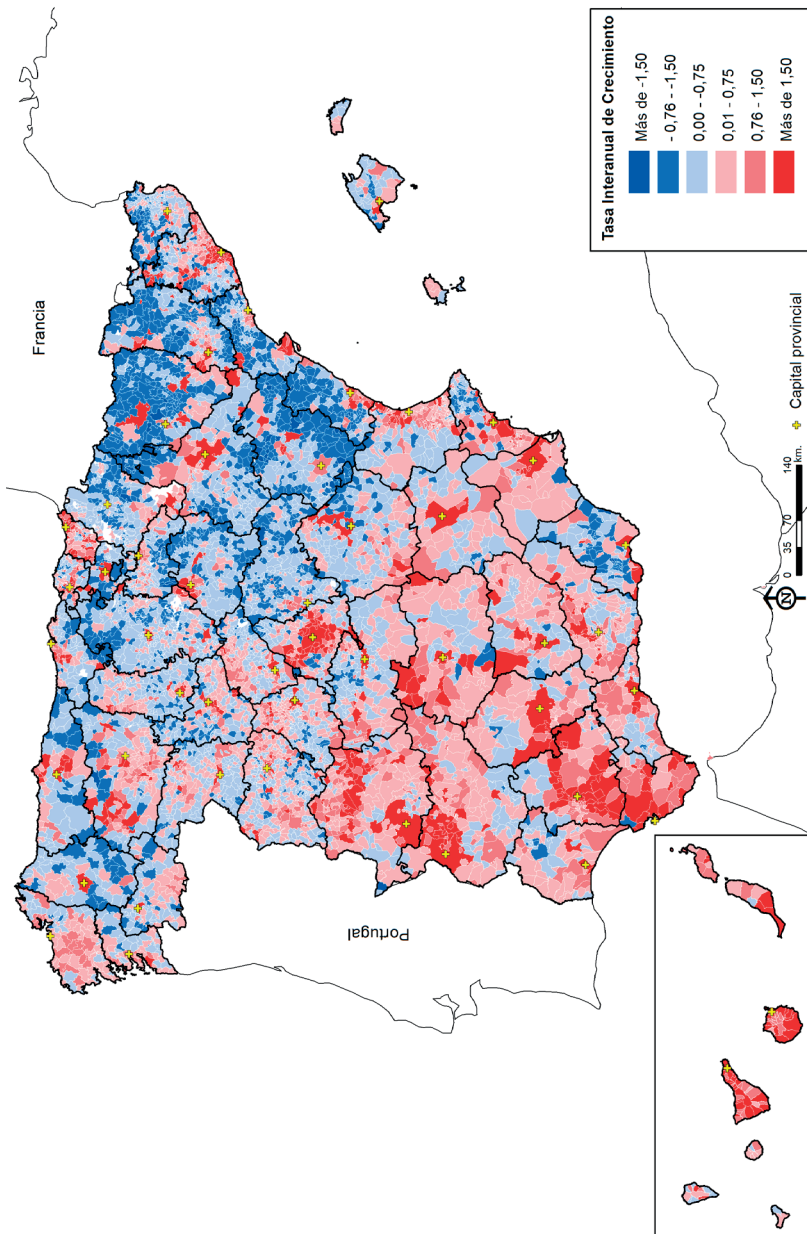 Francia
Portugal
Tasa Interanual de Crecimiento
Más de -1,50
- 0,76 - -1,50
0,00 - -0,75
0,01 - 0,75
0,76 - 1,50
Más de 1,50
N
0 35 70 140
km.
Capital provincial